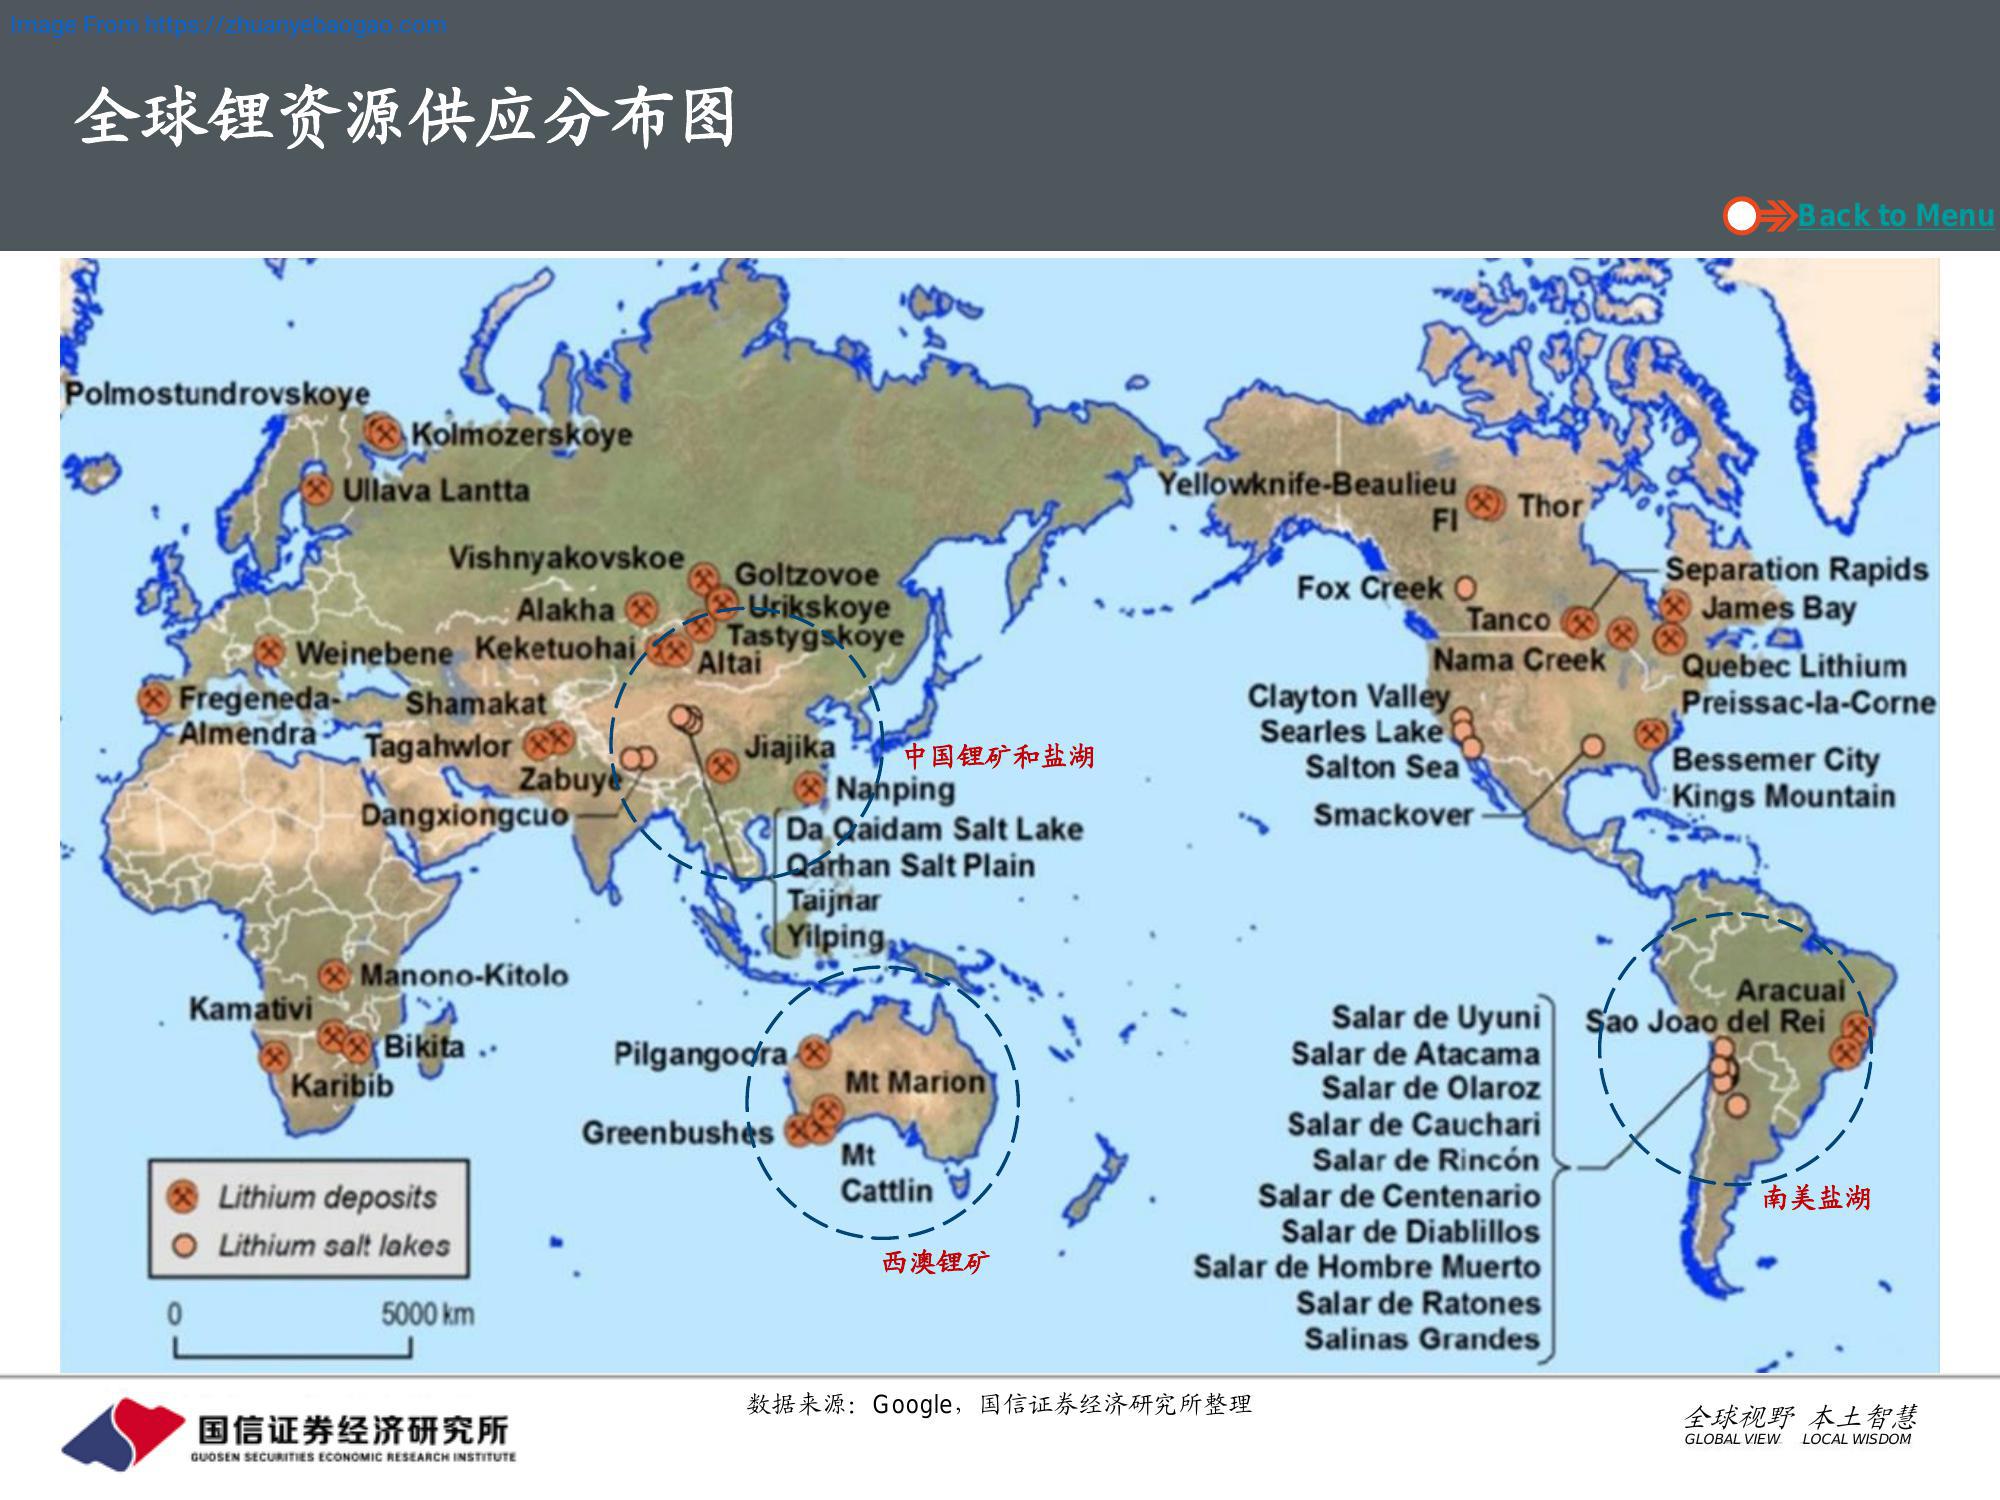 Image From https://zhuanyebaogao.com
全球锂资源供应分布图
Back to Menu
Polmostundrovskoye
Kolmozerskoye
Ullava Lantta
Vishnyakovskoe
Goltzovoe
Alakha
Urikskoye
Tastygskoye
Weinebene
Keketuohai
Altai
Fregeneda-
Almendra
Shamakat
Tagahwlor
Jiajika
中国锂矿和盐湖
Zabuye
Nanping
Dangxiongcuo
Da Qaidam Salt Lake
Qarhan Salt Plain
Taijnar
Yilping
Yellowknife-Beaulieu
FI
Thor
Separation Rapids
Fox Creek
James Bay
Tanco
Nama Creek
Quebec Lithium
Preissac-la-Corne
Clayton Valley
Searles Lake
Salton Sea
Bessemer City
Kings Mountain
Smackover
Manono-Kitolo
Kamativi
Bikita
Karibib
Pilgangoora
Mt Marion
Greenbushes
Mt
Cattlin
西澳锂矿
Aracuai
Sao Joao del Rei
Salar de Uyuni
Salar de Atacama
Salar de Olaroz
Salar de Cauchari
Salar de Rincón
Salar de Centenario
Salar de Diablillos
Salar de Hombre Muerto
Salar de Ratones
Salinas Grandes
南美盐湖
Lithium deposits
Lithium salt lakes
0 5000 km
数据来源：Google，国信证券经济研究所整理
国信证券经济研究所
GUOSEN SECURITIES ECONOMIC RESEARCH INSTITUTE
全球视野 本土智慧
GLOBAL VIEW LOCAL WISDOM